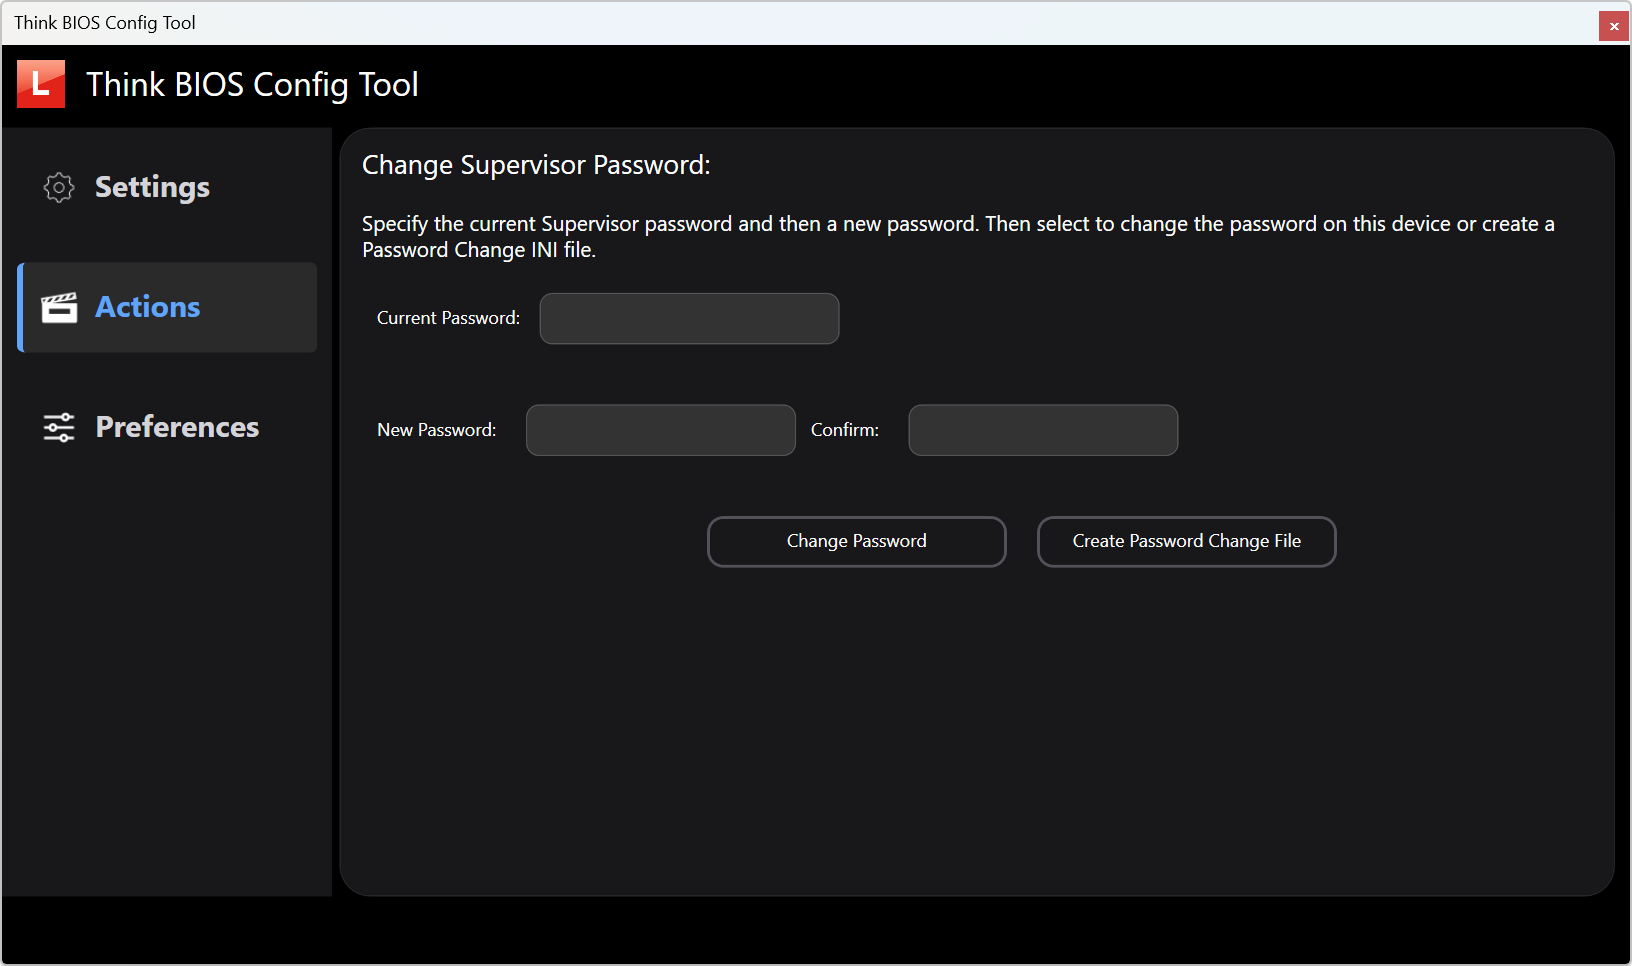 Think BIOS Config Tool
x
L Think BIOS Config Tool
Settings
Actions
Preferences
Change Supervisor Password:
Specify the current Supervisor password and then a new password. Then select to change the password on this device or create a
Password Change INI file.
Current Password:
New Password: Confirm:
Change Password Create Password Change File